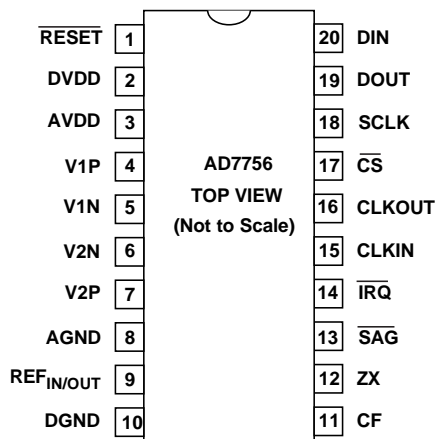 RESET 1 20 DIN
DVDD 2 19 DOUT
AVDD 3 18 SCLK
V1P 4 AD7756 17 CS
V1N 5 TOP VIEW 16 CLKOUT
(Not to Scale)
V2N 6 15 CLKIN
V2P 7 14 IRQ
AGND 8 13 SAG
REFIN/OUT 9 12 ZX
DGND 10 11 CF